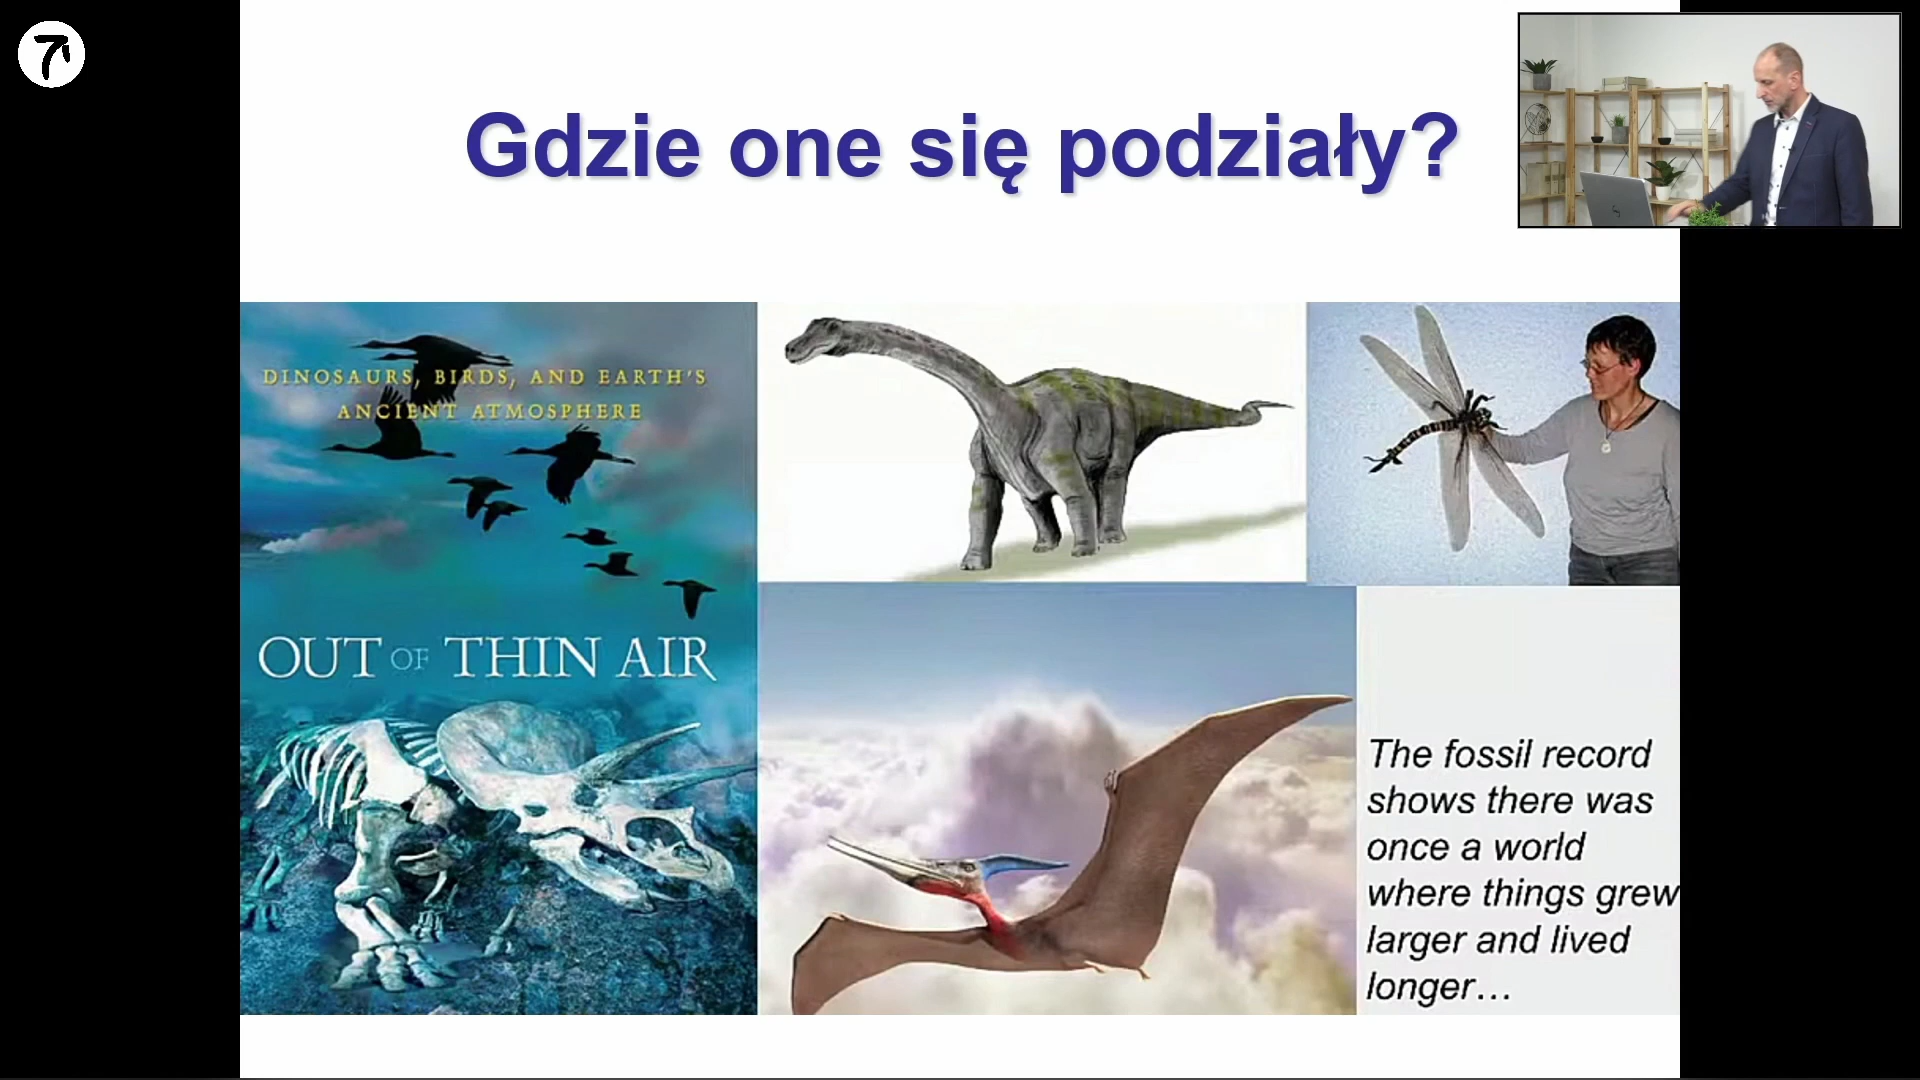 Gdzie one się podziały?
DINOSAURS, BIRDS, AND EARTH'S
ANCIENT ATMOSPHERE
OUT OF THIN AIR
The fossil record
shows there was
once a world
where things grew
larger and lived
longer…